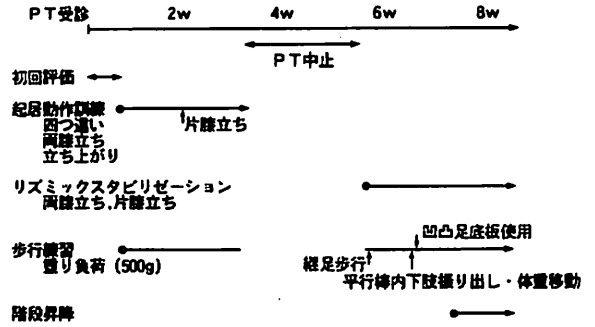 PT受診 2w 4w 6w 8w
PT中止
初回評価
起居動作訓練
四つ違い
片膝立ち
両膝立ち
立ち上がり
リズミックスタビリゼーション
両膝立ち,片膝立ち
凹凸足底板使用
歩行練習
重り負荷(500g)
継足歩行
平行棒内下肢振り出し・体重移動
階段昇降